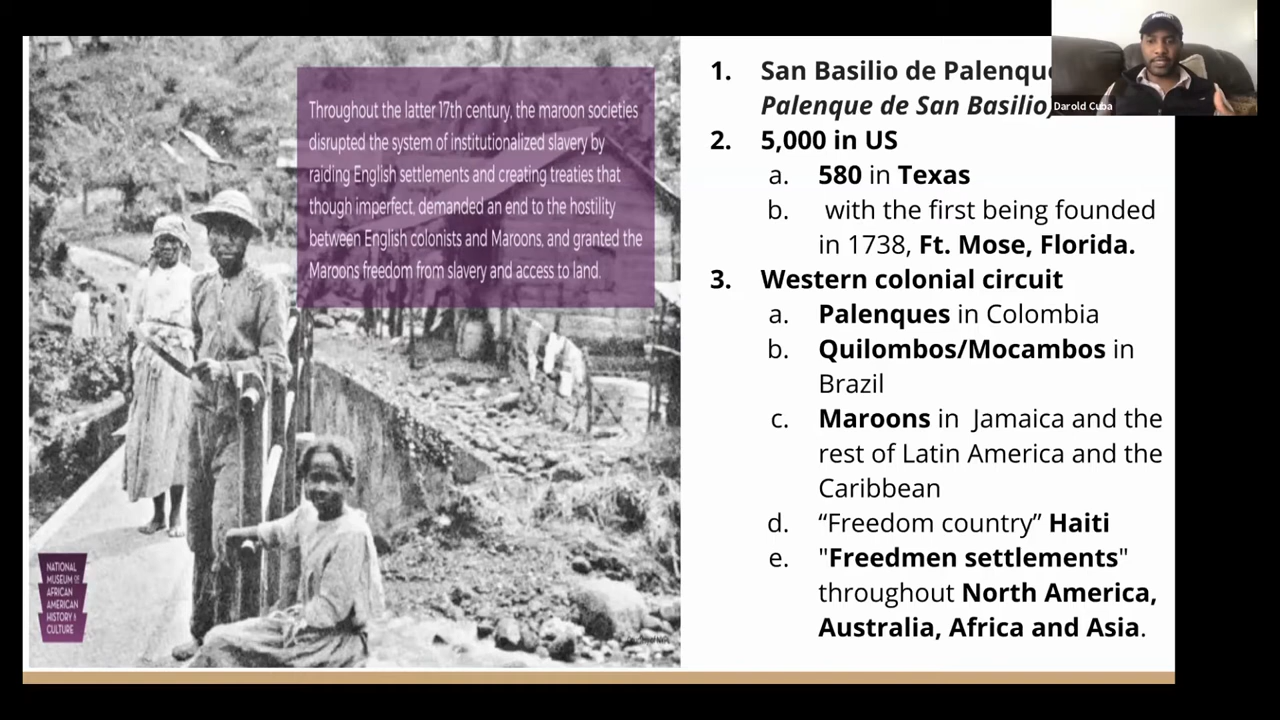 Throughout the latter 17th century, the maroon societies
disrupted the system of institutionalized slavery by
raiding English settlements and creating treaties that
though imperfect, demanded an end to the hostility
between English colonists and Maroons, and granted the
Maroons freedom from slavery and access to land.
NATIONAL
MUSEUM OF
AFRICAN
AMERICAN
HISTORY &
CULTURE
1. San Basilio de Palenque
Palenque de San Basilio,
2. 5,000 in US
a. 580 in Texas
b. with the first being founded
in 1738, Ft. Mose, Florida.
3. Western colonial circuit
a. Palenques in Colombia
b. Quilombos/Mocambos in
Brazil
c. Maroons in Jamaica and the
rest of Latin America and the
Caribbean
d. “Freedom country” Haiti
e. "Freedmen settlements"
throughout North America,
Australia, Africa and Asia.
Darold Cuba